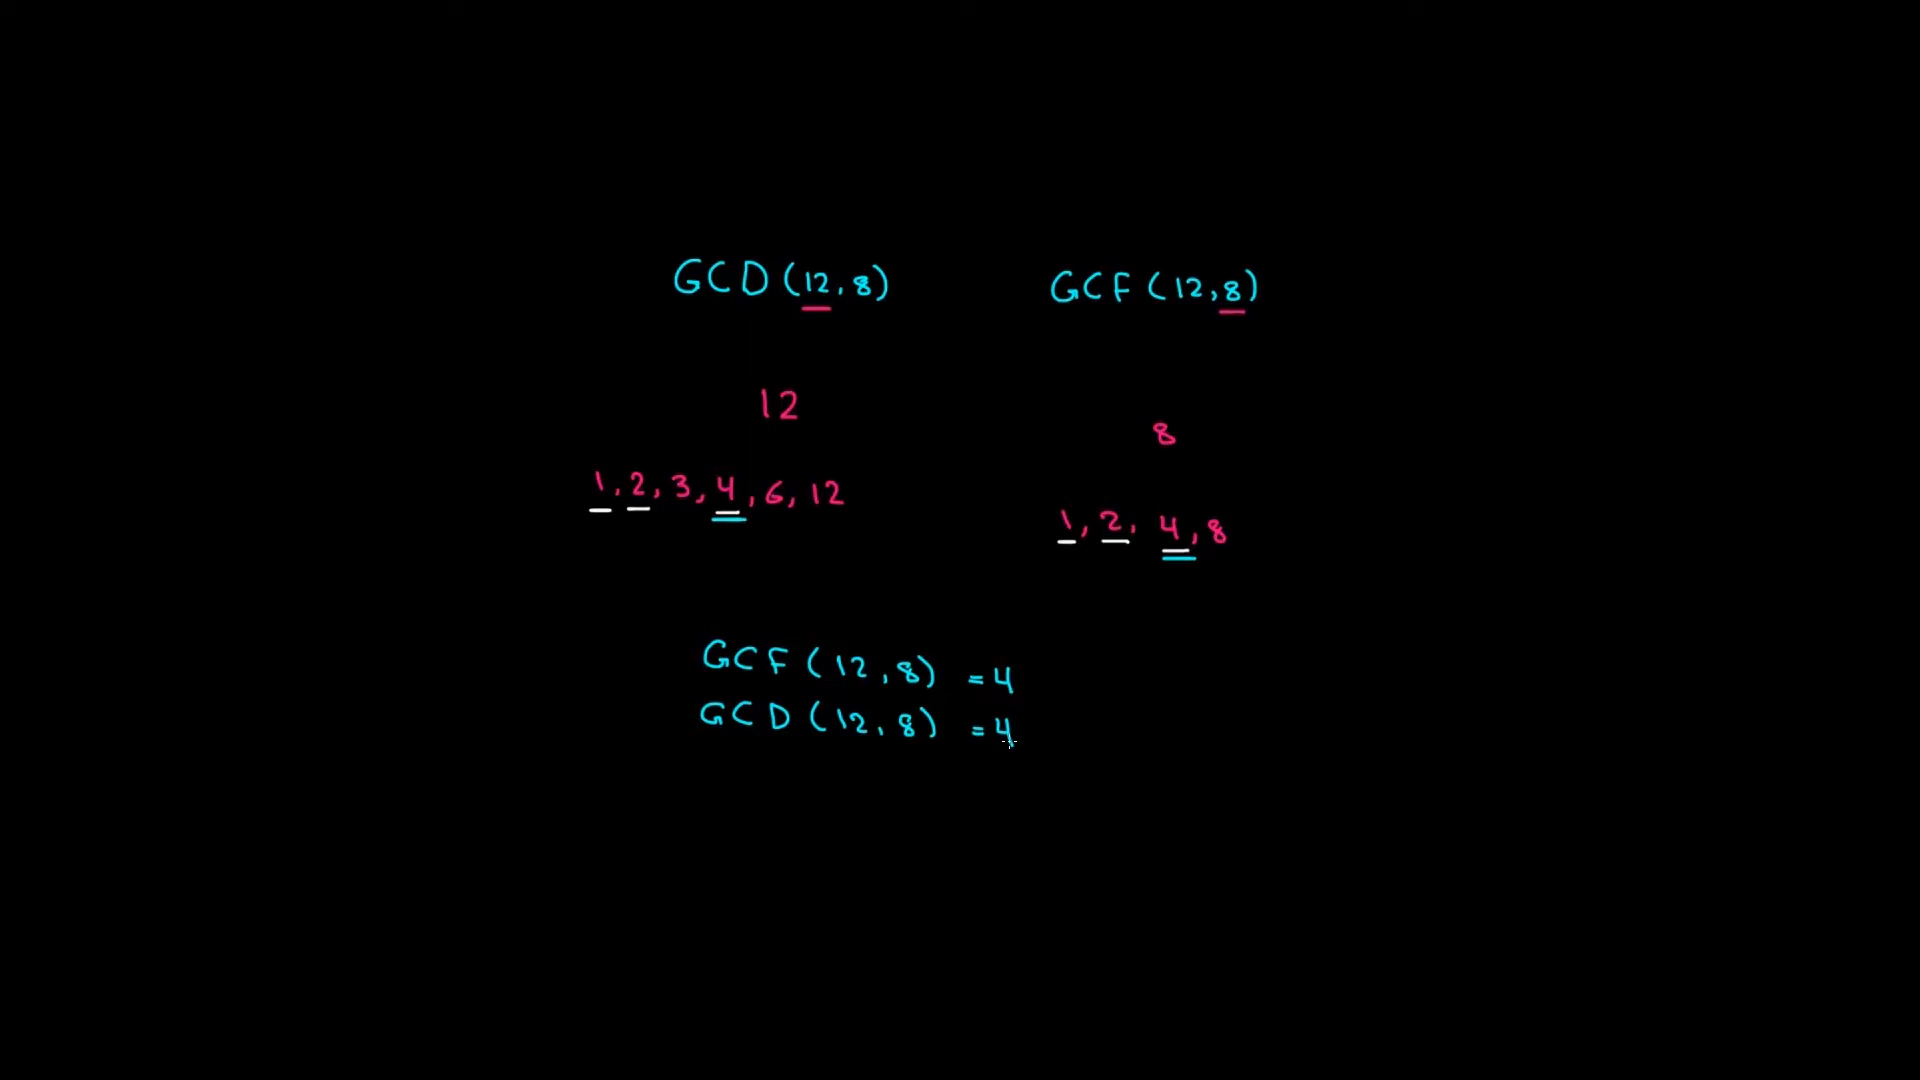 GCD (12, 8)
GCF (12, 8)
12
8
1, 2, 3, 4, 6, 12
1, 2, 4, 8
GCF (12, 8) = 4
GCD (12, 8) = 4